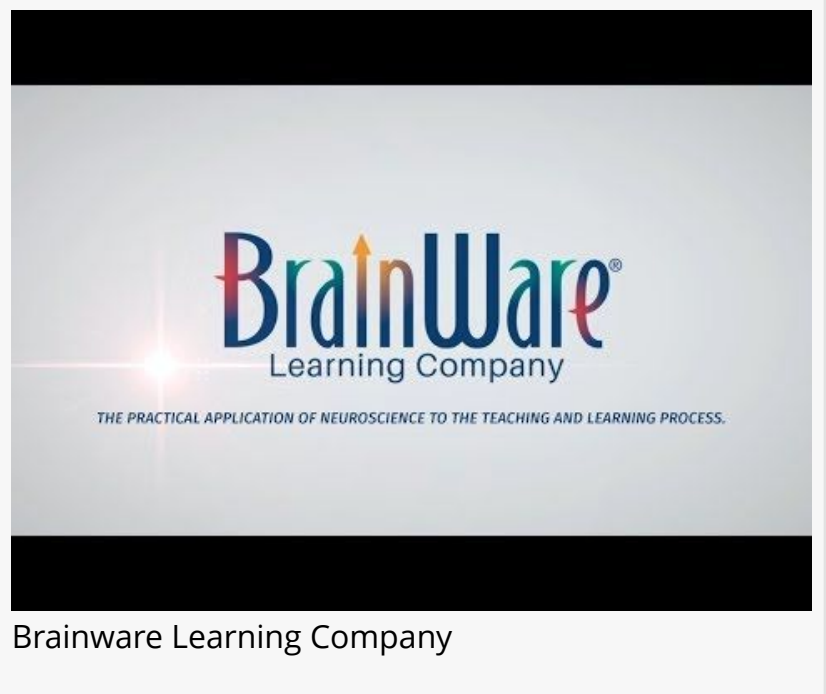 BrainWare®
Learning Company
THE PRACTICAL APPLICATION OF NEUROSCIENCE TO THE TEACHING AND LEARNING PROCESS.
Brainware Learning Company